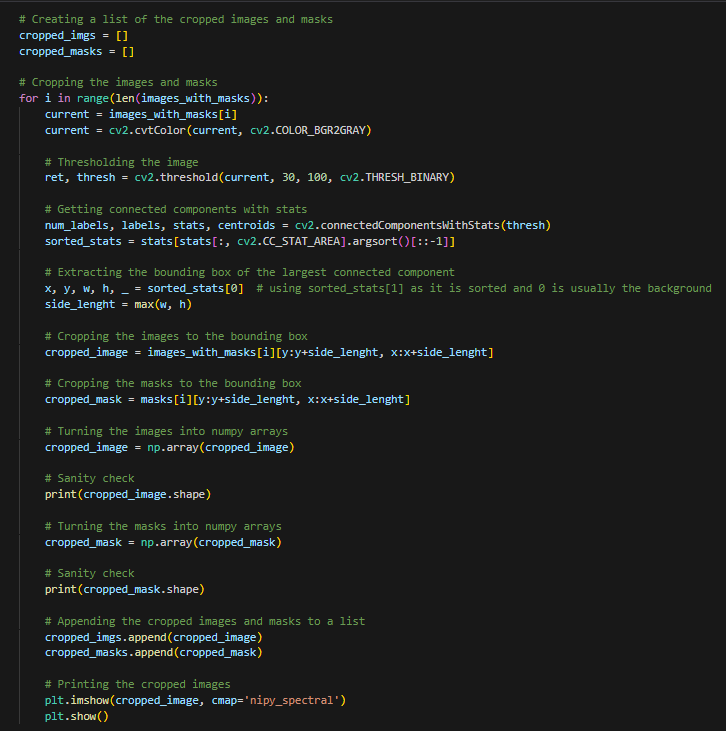 # Creating a list of the cropped images and masks
cropped_imgs = []
cropped_masks = []
# Cropping the images and masks
for i in range(len(images_with_masks)):
current = images_with_masks[i]
current = cv2.cvtColor(current, cv2.COLOR_BGR2GRAY)
# Thresholding the image
ret, thresh = cv2.threshold(current, 30, 100, cv2.THRESH_BINARY)
# Getting connected components with stats
num_labels, labels, stats, centroids = cv2.connectedComponentsWithStats(thresh)
sorted_stats = stats[stats[:, cv2.CC_STAT_AREA].argsort()[::-1]]
# Extracting the bounding box of the largest connected component
x, y, w, h, _ = sorted_stats[0]  # using sorted_stats[1] as it is sorted and 0 is usually the background
side_lenght = max(w, h)
# Cropping the images to the bounding box
cropped_image = images_with_masks[i][y:y+side_lenght, x:x+side_lenght]
# Cropping the masks to the bounding box
cropped_mask = masks[i][y:y+side_lenght, x:x+side_lenght]
# Turning the images into numpy arrays
cropped_image = np.array(cropped_image)
# Sanity check
print(cropped_image.shape)
# Turning the masks into numpy arrays
cropped_mask = np.array(cropped_mask)
# Sanity check
print(cropped_mask.shape)
# Appending the cropped images and masks to a list
cropped_imgs.append(cropped_image)
cropped_masks.append(cropped_mask)
# Printing the cropped images
plt.imshow(cropped_image, cmap='nipy_spectral')
plt.show()